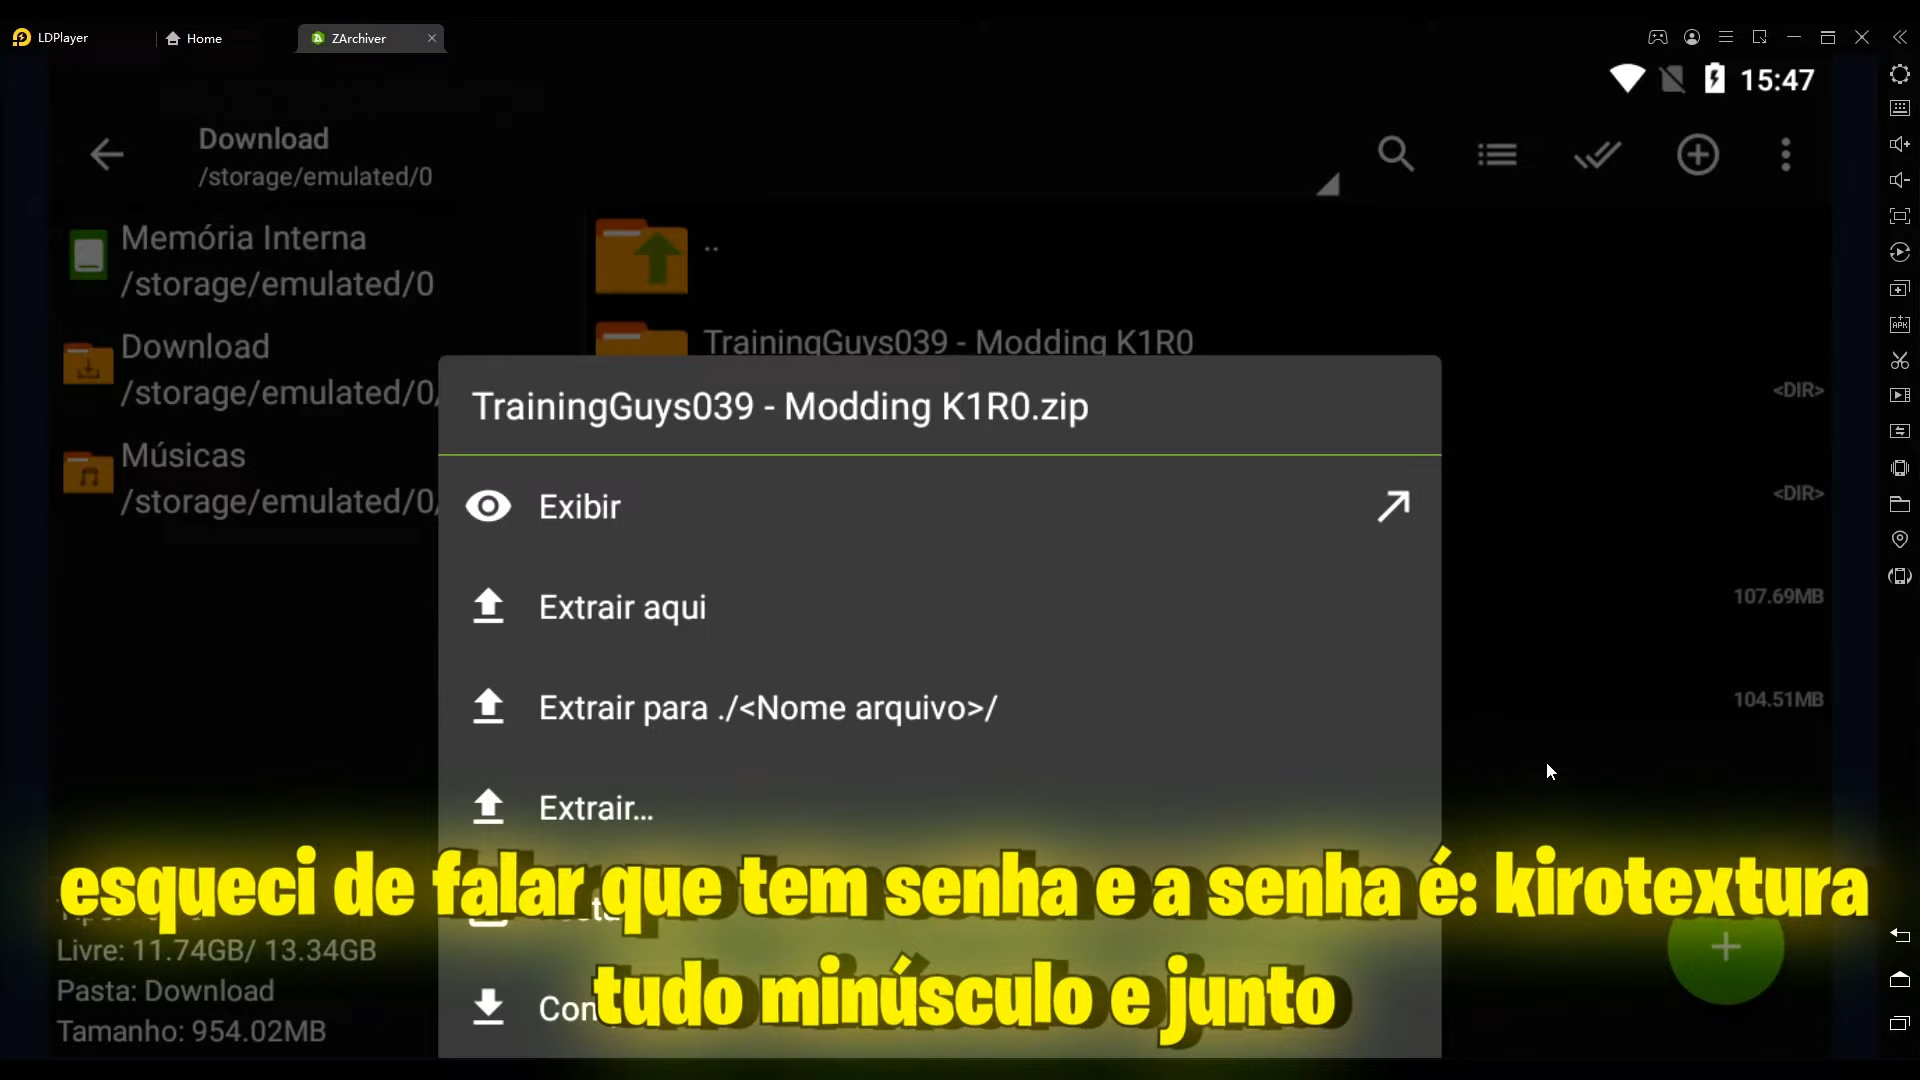 LDPlayer
Home
ZArchiver
15:47
Download
/storage/emulated/0
Memória Interna
/storage/emulated/0
Download
/storage/emulated/0
Músicas
/storage/emulated/0
..
TrainingGuys039 - Modding K1R0
<DIR>
<DIR>
107.69MB
104.51MB
TrainingGuys039 - Modding K1R0.zip
Exibir
Extrair aqui
Extrair para ./<Nome arquivo>/
Extrair...
Con
esqueci de falar que tem senha e a senha é: kirotextura
tudo minúsculo e junto
Livre: 11.74GB/ 13.34GB
Pasta: Download
Tamanho: 954.02MB
APK